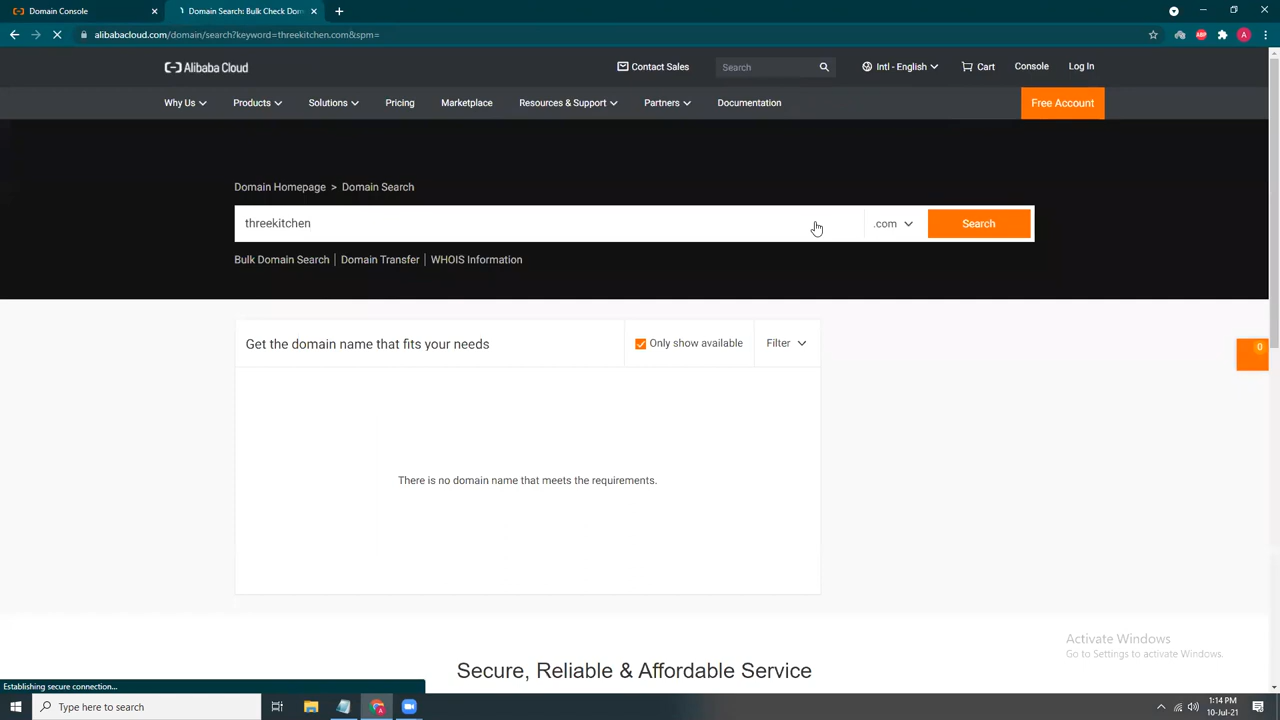 Domain Console
Alibaba Search: Bulk Check Dom
alibabacloud.com/domain/search?keyword=threekitchen.com&spm=
ABP
A
Alibaba Cloud
Contact Sales
Search
Intl - English
Cart
Console
Log In
Why Us
Products
Solutions
Pricing
Marketplace
Resources & Support
Partners
Documentation
Free Account
Domain Homepage > Domain Search
threekitchen
.com
Search
Bulk Domain Search | Domain Transfer | WHOIS Information
Get the domain name that fits your needs
Only show available
Filter
0
There is no domain name that meets the requirements.
Activate Windows
Go to Settings to activate Windows.
Secure, Reliable & Affordable Service
Establishing secure connection...
Type here to search
1:14 PM
10-Jul-21